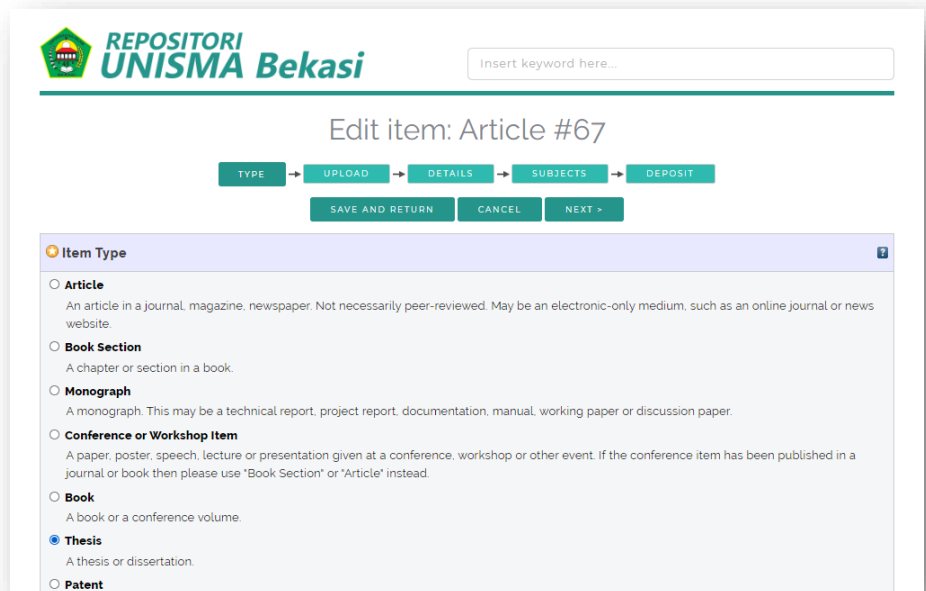 REPOSITORI
UNISMA Bekasi
Insert keyword here...
Edit item: Article #67
TYPE UPLOAD DETAILS SUBJECTS DEPOSIT
SAVE AND RETURN CANCEL NEXT >
Item Type
?
Article
An article in a journal, magazine, newspaper. Not necessarily peer-reviewed. May be an electronic-only medium, such as an online journal or news
website.
Book Section
A chapter or section in a book.
Monograph
A monograph. This may be a technical report, project report, documentation, manual, working paper or discussion paper.
Conference or Workshop Item
A paper, poster, speech, lecture or presentation given at a conference, workshop or other event. If the conference item has been published in a
journal or book then please use "Book Section" or "Article" instead.
Book
A book or a conference volume.
Thesis
A thesis or dissertation.
Patent